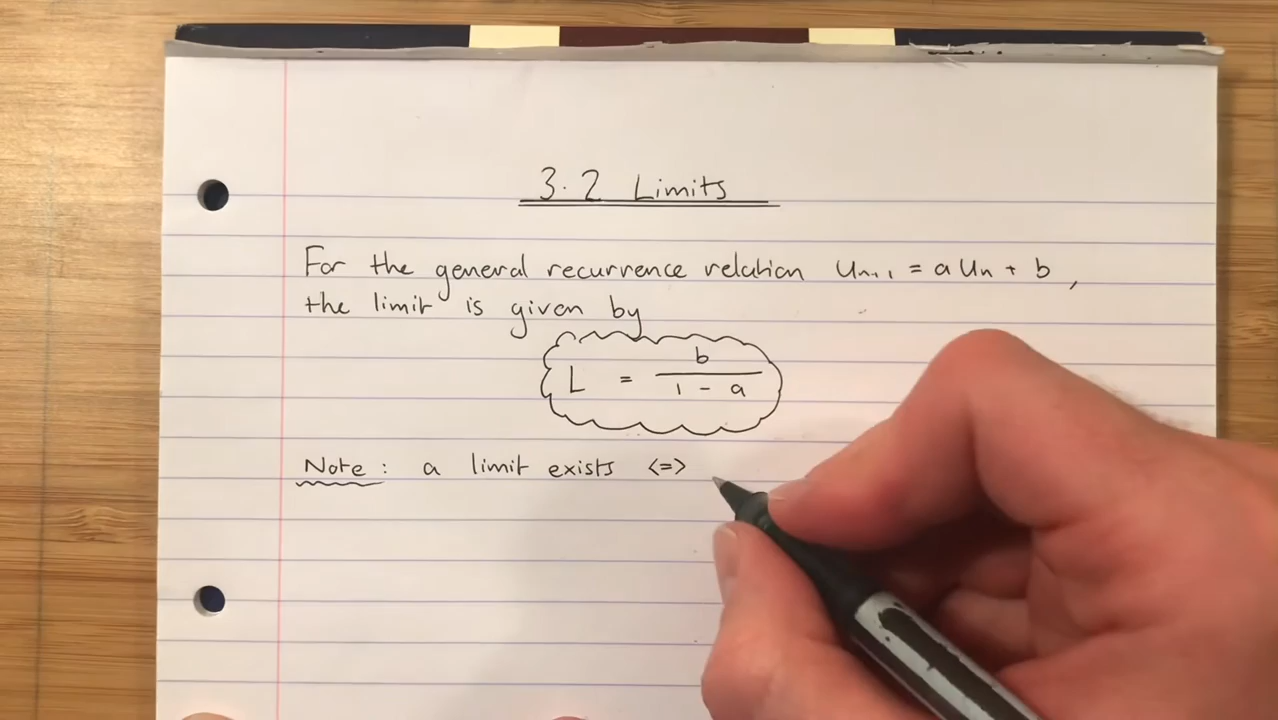 3.2 Limits
For the general recurrence relation Uₙ₊₁ = a Uₙ + b ,
the limit is given by
L = b / (1 - a)
Note : a limit exists <=>